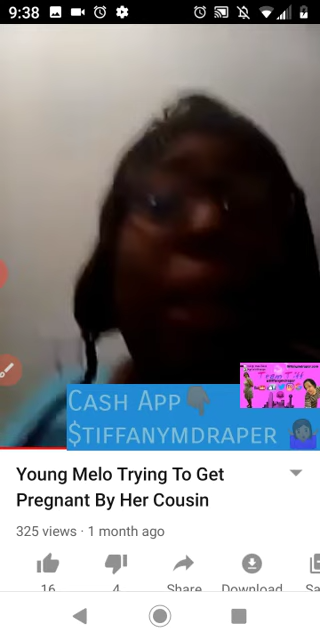 9:38
Cash App
$tiffanymdraper
Young Melo Trying To Get
Pregnant By Her Cousin
325 views · 1 month ago
16
4
Share
Download
Sa